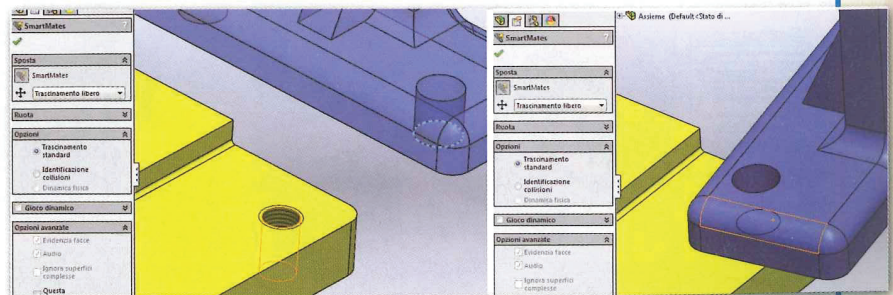 SmartMates
?
Sposta
SmartMates
Trascinamento libero
Ruota
Opzioni
Trascinamento
standard
Identificazione
collisioni
Dinamica fisica
Gioco dinamico
Opzioni avanzate
Evidenzia facce
Audio
Ignora superfici
complesse
Questa
Assieme (Default<Stato di ...
SmartMates
?
Sposta
SmartMates
Trascinamento libero
Ruota
Opzioni
Trascinamento
standard
Identificazione
collisioni
Dinamica fisica
Gioco dinamico
Opzioni avanzate
Evidenzia facce
Audio
Ignora superfici
complesse